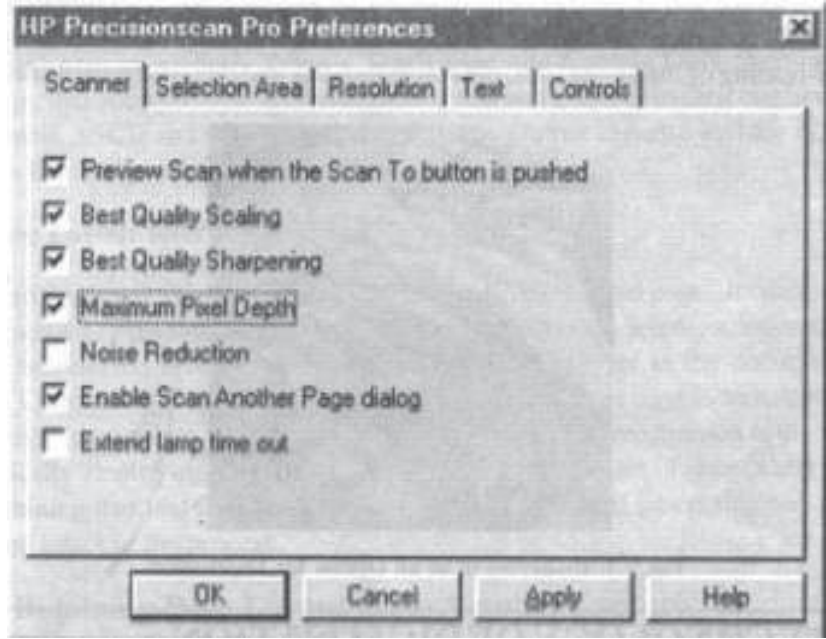 HP Precisionscan Pro Preferences
Scanner Selection Area Resolution Text Controls
Preview Scan when the Scan To button is pushed
Best Quality Scaling
Best Quality Sharpening
Maximum Pixel Depth
Noise Reduction
Enable Scan Another Page dialog
Extend lamp time out
OK Cancel Apply Help